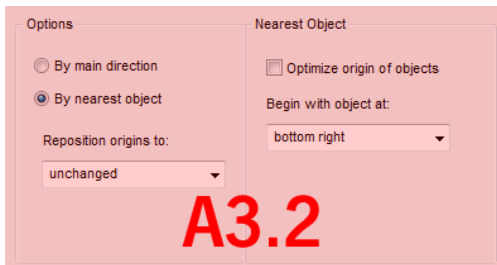 Options
By main direction
By nearest object
Reposition origins to:
unchanged
Nearest Object
Optimize origin of objects
Begin with object at:
bottom right
A3.2